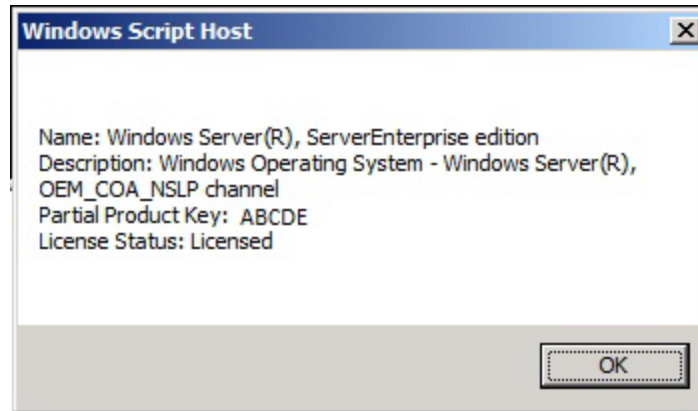 Windows Script Host
Name: Windows Server(R), ServerEnterprise edition
Description: Windows Operating System - Windows Server(R),
OEM_COA_NSLP channel
Partial Product Key: ABCDE
License Status: Licensed
OK